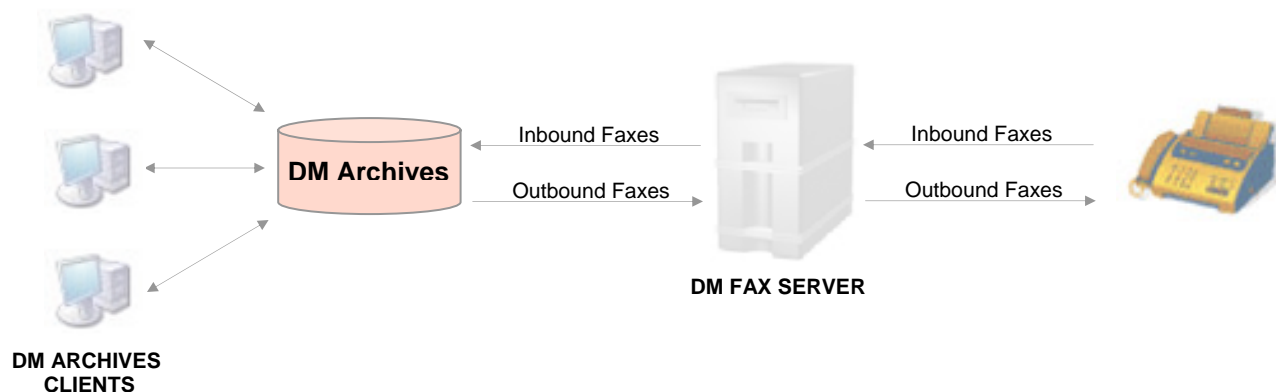 Inbound Faxes
Inbound Faxes
DM Archives
Outbound Faxes
Outbound Faxes
DM FAX SERVER
DM ARCHIVES
CLIENTS